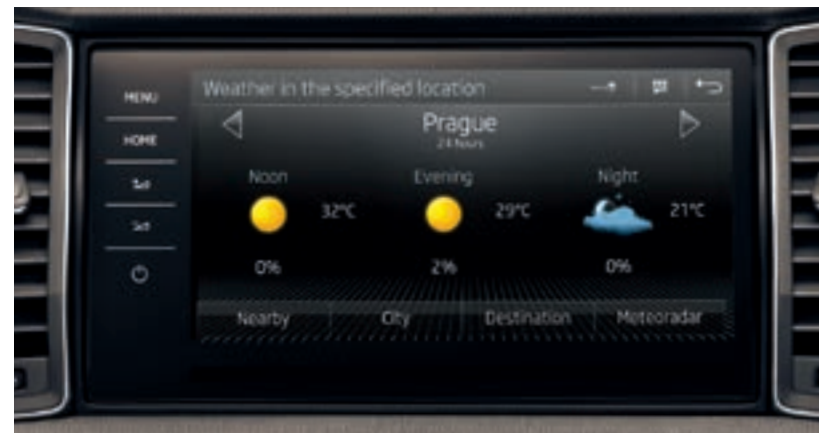 MENU
Weather in the specified location
HOME
Prague
24 hours
Noon
Evening
Night
32°C
29°C
21°C
0%
2%
0%
Nearby
City
Destination
Meteoradar